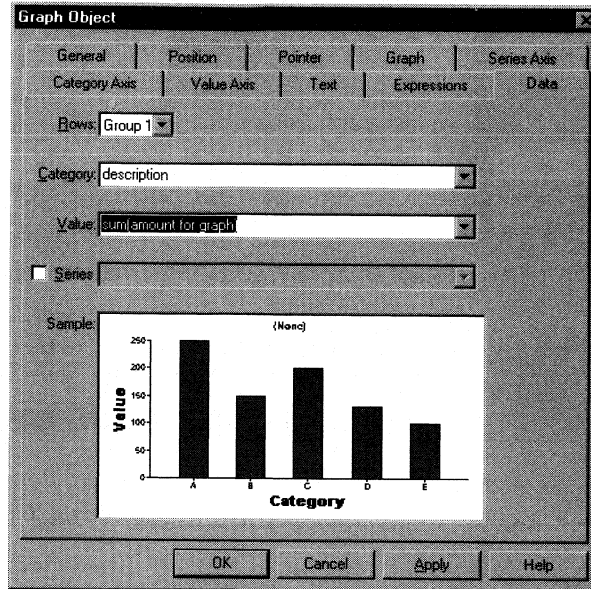 Graph Object
General Position Pointer Graph Series Axis
Category Axis Value Axis Text Expressions Data
Rows: Group 1
Category: description
Value: sum(amount for graph
Series
Sample:
(None)
250
200
150
100
50
0
Value
A B C D E
Category
OK Cancel Apply Help